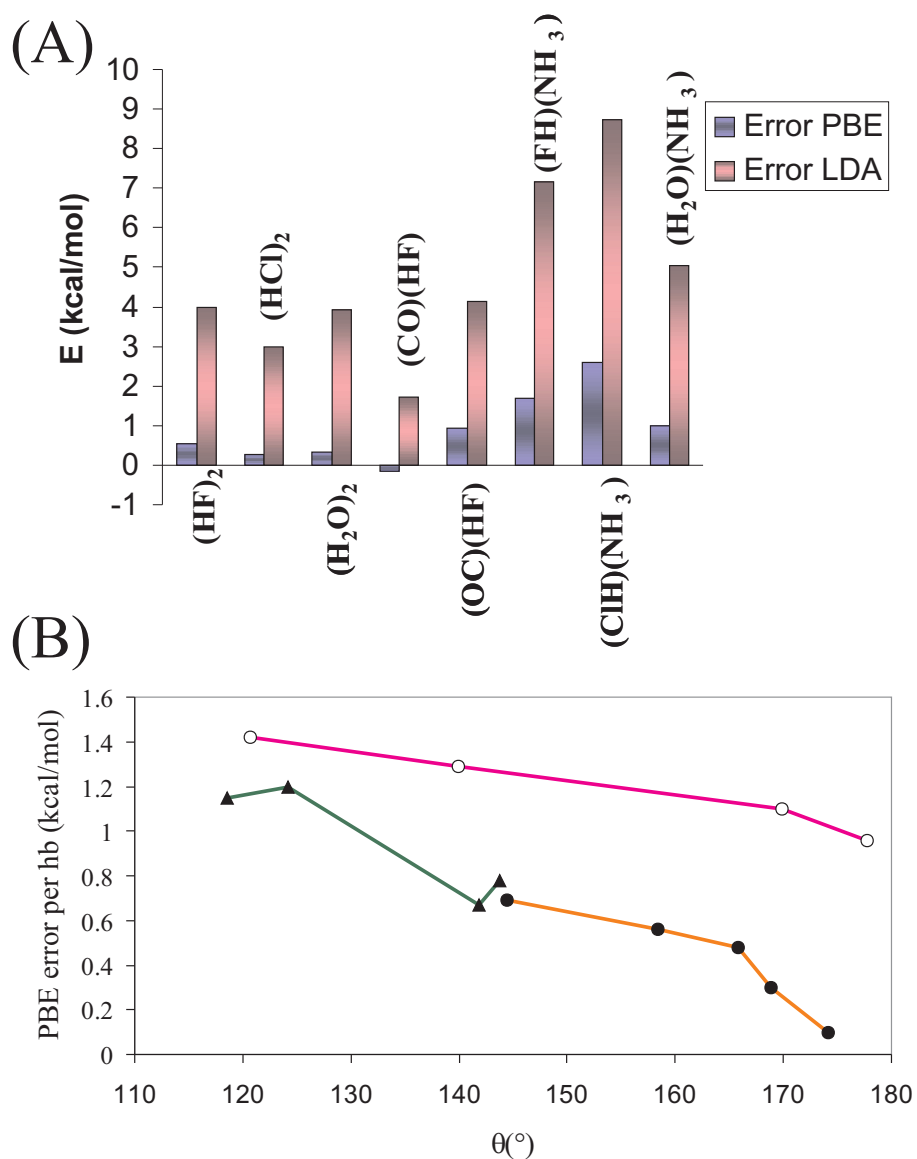 (A)
E (kcal/mol)
10
9
8
7
6
5
4
3
2
1
0
-1
(HF)₂
(HCl)₂
(H₂O)₂
(CO)(HF)
(OC)(HF)
(FH)(NH₃)
(ClH)(NH₃)
(H₂O)(NH₃)
Error PBE
Error LDA
(B)
PBE error per hb (kcal/mol)
1.6
1.4
1.2
1
0.8
0.6
0.4
0.2
0
110 120 130 140 150 160 170 180
θ(°)